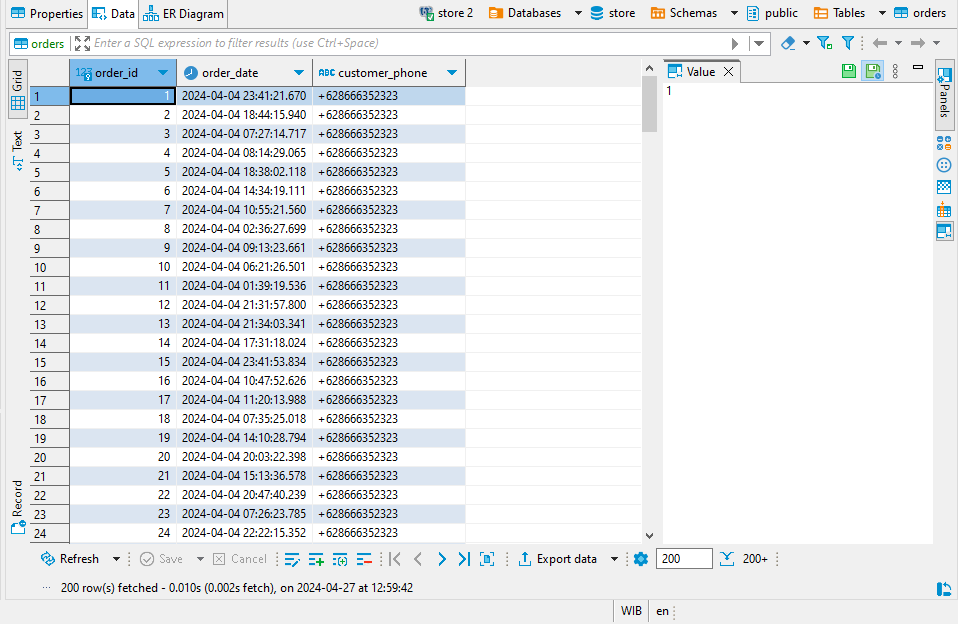 Properties Data ER Diagram store 2 Databases store Schemas public Tables orders
orders Enter a SQL expression to filter results (use Ctrl+Space)
Grid
Text
Record
123 order_id order_date ABC customer_phone
1 1 2024-04-04 23:41:21.670 +628666352323
2 2 2024-04-04 18:44:15.940 +628666352323
3 3 2024-04-04 07:27:14.717 +628666352323
4 4 2024-04-04 08:14:29.065 +628666352323
5 5 2024-04-04 18:38:02.118 +628666352323
6 6 2024-04-04 14:34:19.111 +628666352323
7 7 2024-04-04 10:55:21.560 +628666352323
8 8 2024-04-04 02:36:27.699 +628666352323
9 9 2024-04-04 09:13:23.661 +628666352323
10 10 2024-04-04 06:21:26.501 +628666352323
11 11 2024-04-04 01:39:19.536 +628666352323
12 12 2024-04-04 21:31:57.800 +628666352323
13 13 2024-04-04 21:34:03.341 +628666352323
14 14 2024-04-04 17:31:18.024 +628666352323
15 15 2024-04-04 23:41:53.834 +628666352323
16 16 2024-04-04 10:47:52.626 +628666352323
17 17 2024-04-04 11:20:13.988 +628666352323
18 18 2024-04-04 07:35:25.018 +628666352323
19 19 2024-04-04 14:10:28.794 +628666352323
20 20 2024-04-04 20:03:22.398 +628666352323
21 21 2024-04-04 15:13:36.578 +628666352323
22 22 2024-04-04 20:47:40.239 +628666352323
23 23 2024-04-04 07:26:23.785 +628666352323
24 24 2024-04-04 22:22:15.352 +628666352323
Value
1
Panels
Refresh Save Cancel Export data 200 200+
200 row(s) fetched - 0.010s (0.002s fetch), on 2024-04-27 at 12:59:42
WIB en